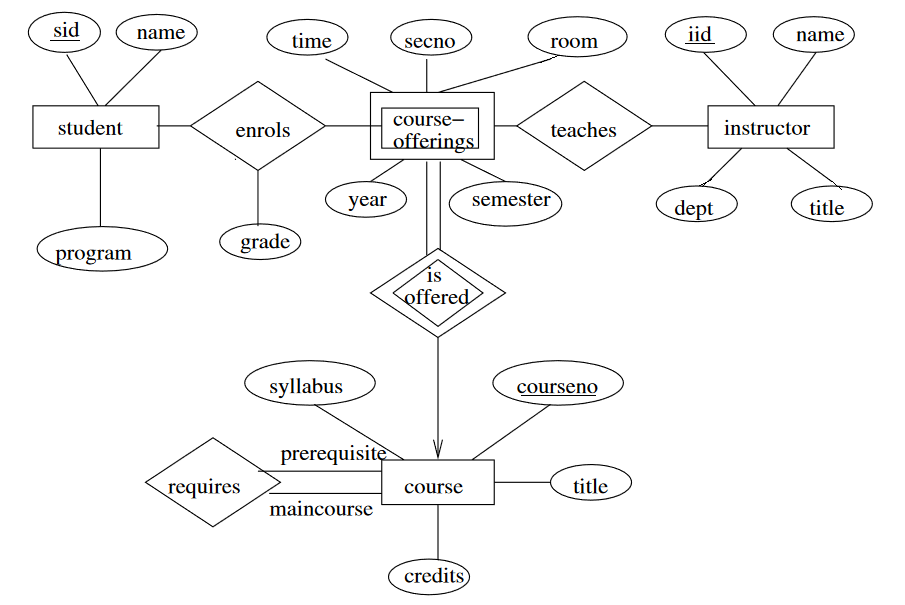 sid
name
time
secno
room
iid
name
student
enrols
course–
offerings
teaches
instructor
year
semester
dept
title
program
grade
is
offered
syllabus
courseno
prerequisite
requires
course
title
maincourse
credits